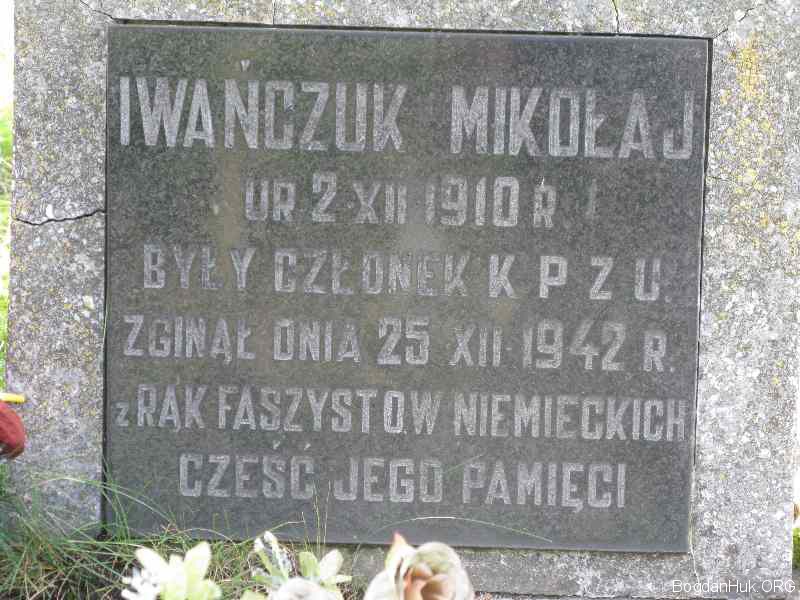 IWAŃCZUK MIKOŁAJ
UR 2 XII 1910 R.
BYŁY CZŁONEK K P Z U.
ZGINĄŁ DNIA 25 XII 1942 R.
z RĄK FASZYSTOW NIEMIECKICH
CZEŚĆ JEGO PAMIĘCI
BogdanHuk.ORG